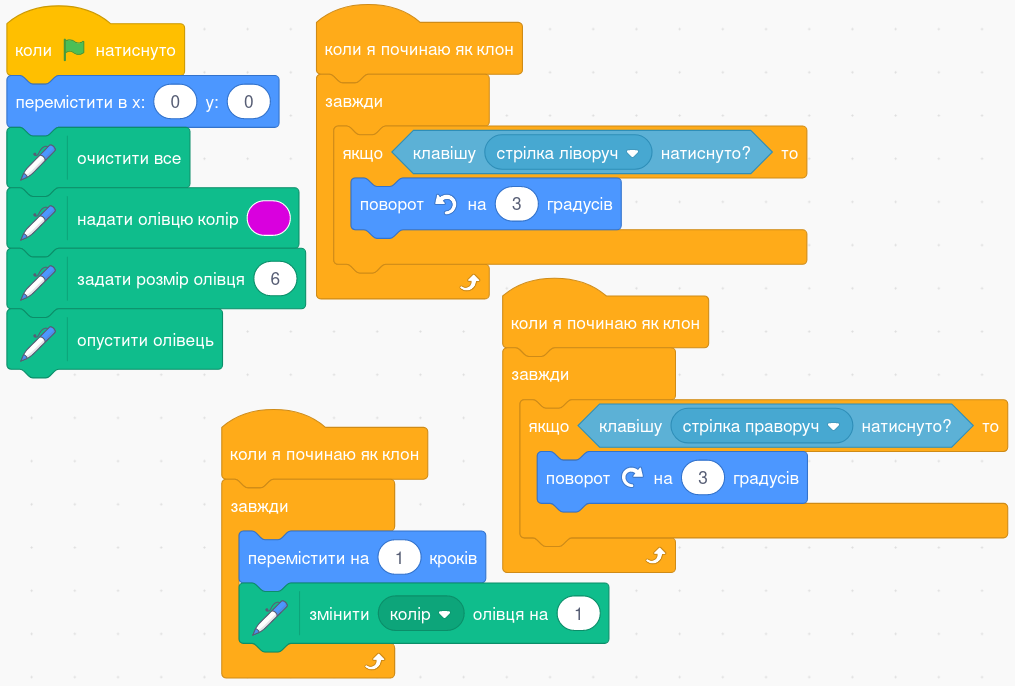 коли натиснуто
перемістити в x: 0 y: 0
очистити все
надати олівцю колір
задати розмір олівця 6
опустити олівець
коли я починаю як клон
завжди
якщо клавішу стрілка ліворуч натиснуто? то
поворот на 3 градусів
коли я починаю як клон
завжди
якщо клавішу стрілка праворуч натиснуто? то
поворот на 3 градусів
коли я починаю як клон
завжди
перемістити на 1 кроків
змінити колір олівця на 1